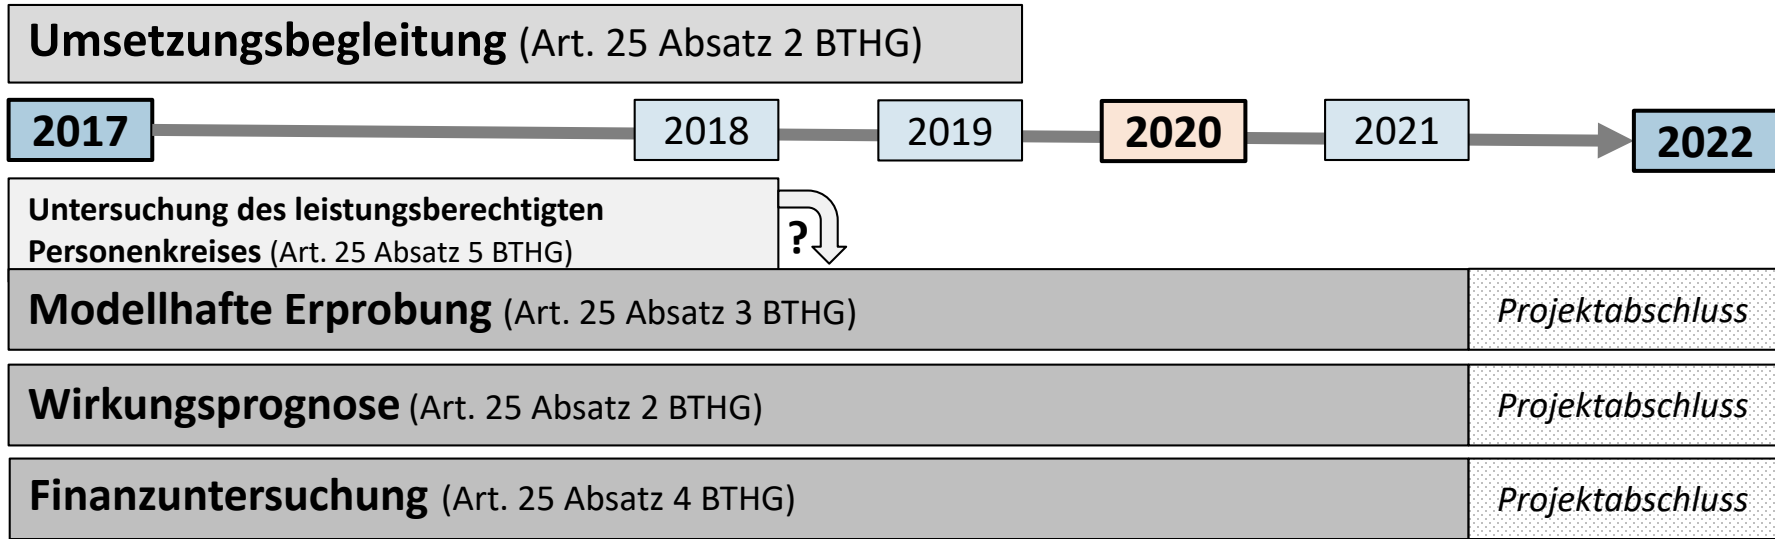 Umsetzungsbegleitung (Art. 25 Absatz 2 BTHG)
2017 2018 2019 2020 2021 2022
Untersuchung des leistungsberechtigten
Personenkreises (Art. 25 Absatz 5 BTHG)
?
Modellhafte Erprobung (Art. 25 Absatz 3 BTHG) Projektabschluss
Wirkungsprognose (Art. 25 Absatz 2 BTHG) Projektabschluss
Finanzuntersuchung (Art. 25 Absatz 4 BTHG) Projektabschluss